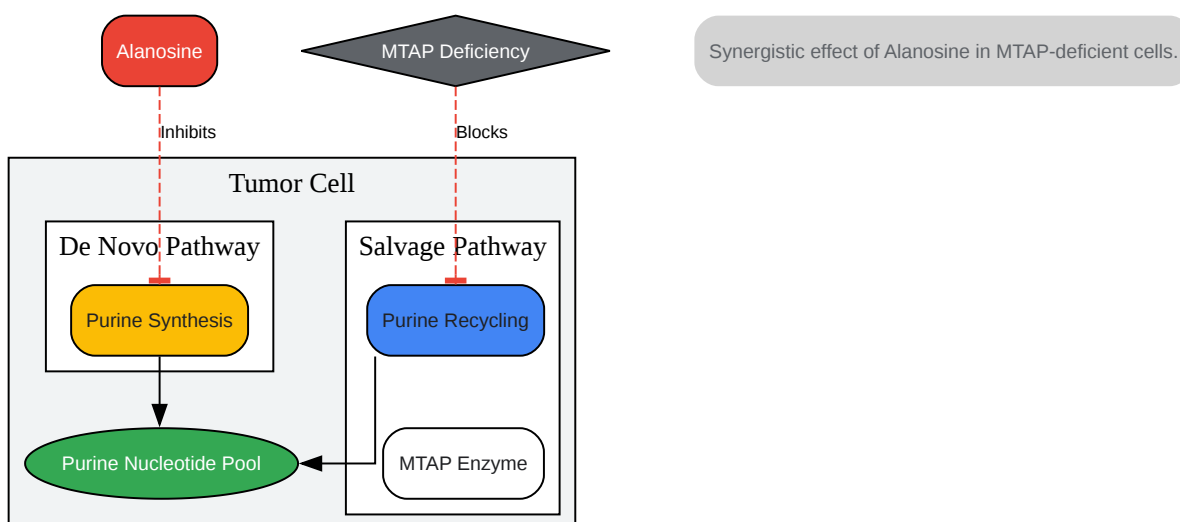 Alanosine
MTAP Deficiency
Synergistic effect of Alanosine in MTAP-deficient cells.
Inhibits
Blocks
Tumor Cell
De Novo Pathway
Salvage Pathway
Purine Synthesis
Purine Recycling
Purine Nucleotide Pool
MTAP Enzyme